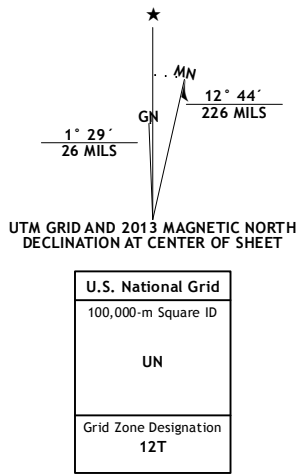 ★
MN
GN
12° 44´
226 MILS
1° 29´
26 MILS
UTM GRID AND 2013 MAGNETIC NORTH
DECLINATION AT CENTER OF SHEET
U.S. National Grid
100,000-m Square ID
UN
Grid Zone Designation
12T